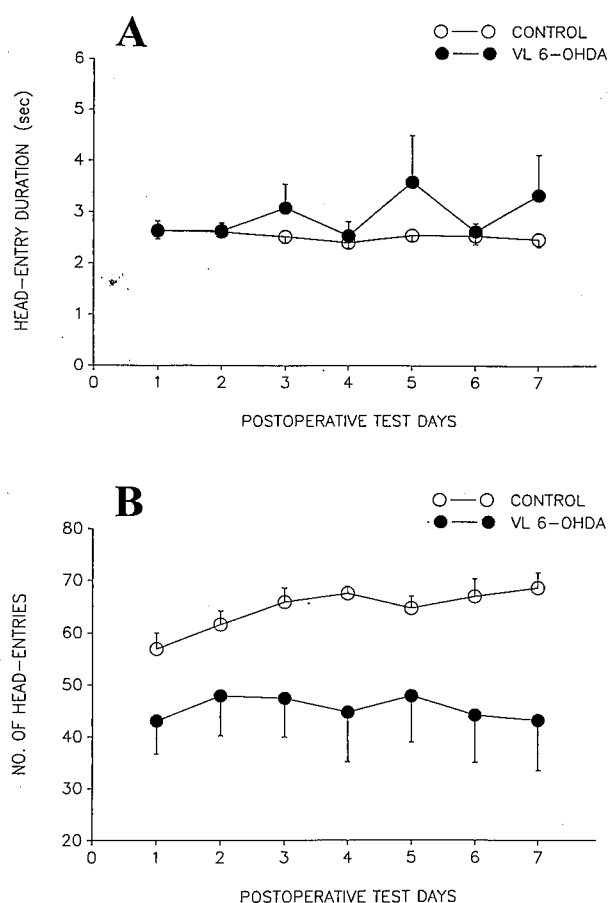 A
CONTROL
VL 6-OHDA
HEAD-ENTRY DURATION (sec)
6
5
4
3
2
1
0
0 1 2 3 4 5 6 7
POSTOPERATIVE TEST DAYS
B
CONTROL
VL 6-OHDA
NO. OF HEAD-ENTRIES
80
70
60
50
40
30
20
0 1 2 3 4 5 6 7
POSTOPERATIVE TEST DAYS